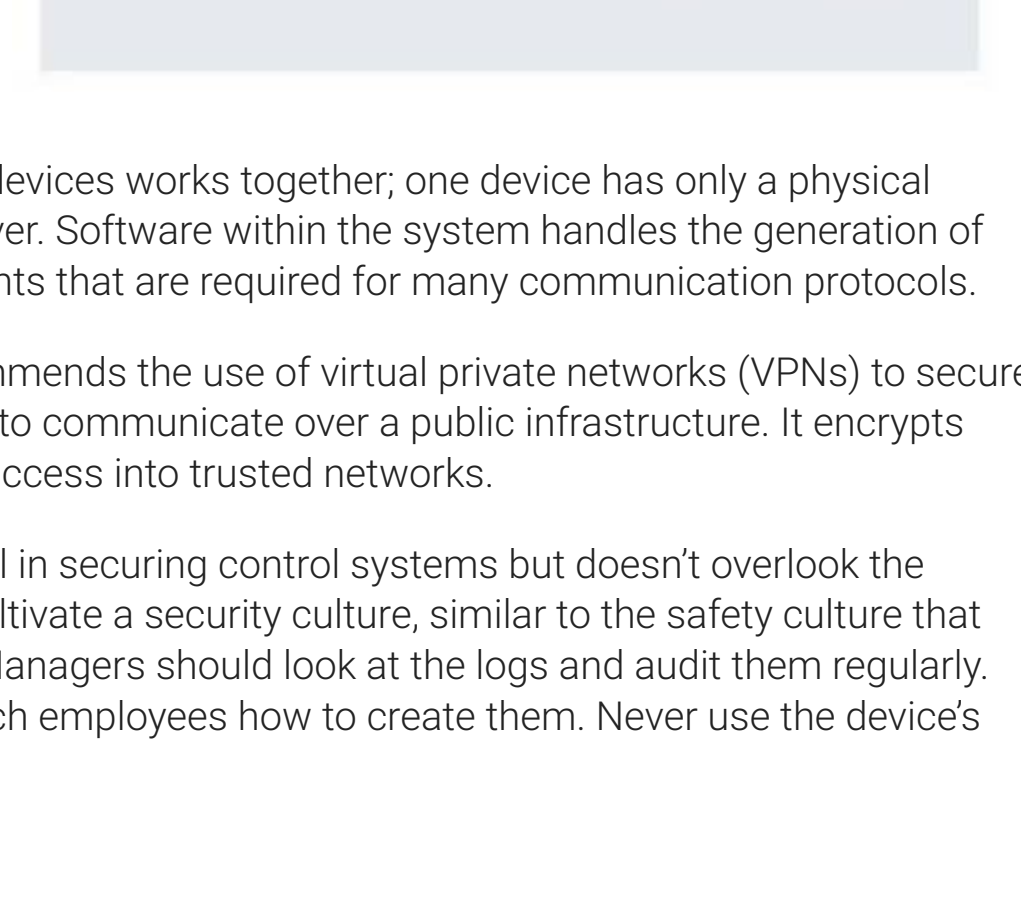 devices works together; one device has only a physical
ver. Software within the system handles the generation of
nts that are required for many communication protocols.
mmends the use of virtual private networks (VPNs) to secure
to communicate over a public infrastructure. It encrypts
ccess into trusted networks.
l in securing control systems but doesn’t overlook the
ltivate a security culture, similar to the safety culture that
Managers should look at the logs and audit them regularly.
ch employees how to create them. Never use the device’s